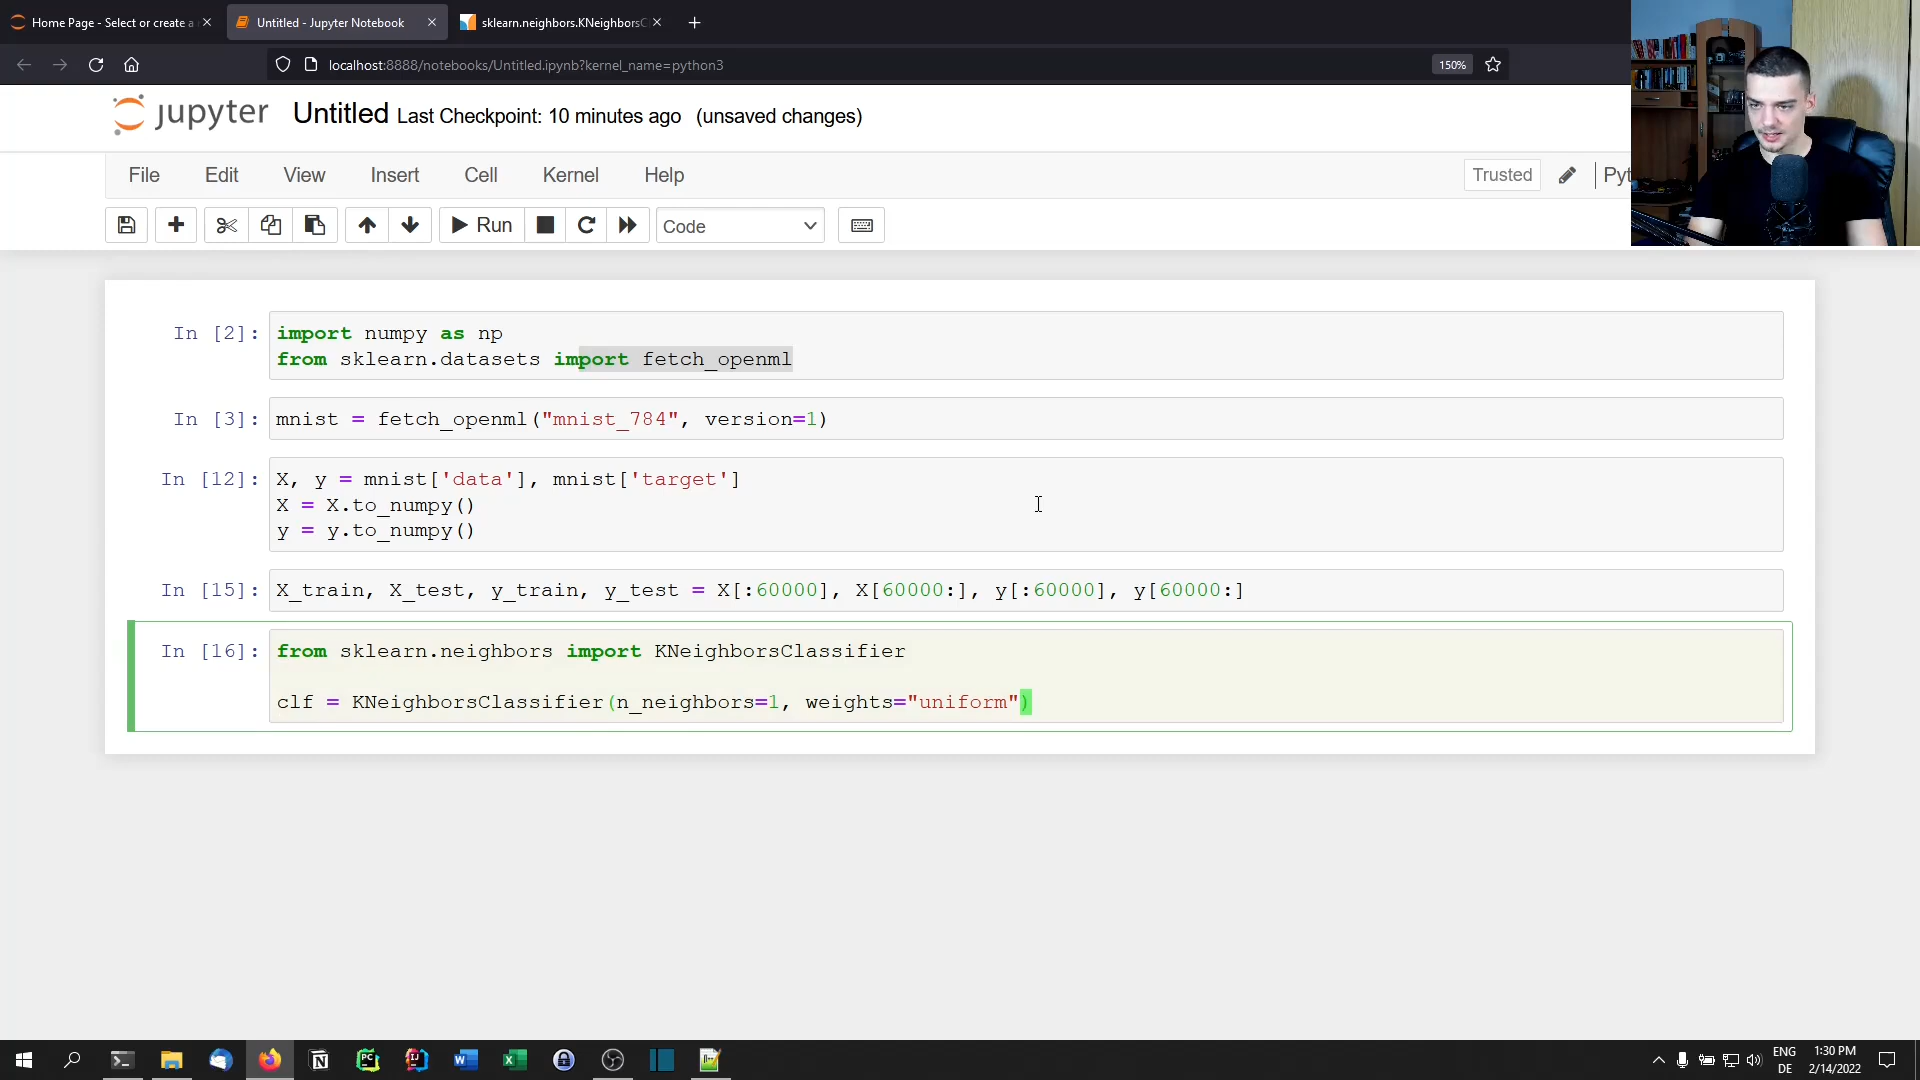 Home Page - Select or create a
Untitled - Jupyter Notebook
sklearn.neighbors.KNeighborsC
localhost:8888/notebooks/Untitled.ipynb?kernel_name=python3
150%
jupyter
Untitled Last Checkpoint: 10 minutes ago (unsaved changes)
File Edit View Insert Cell Kernel Help
Trusted
Pyt
Run
Code
In [2]:
import numpy as np
from sklearn.datasets import fetch_openml
In [3]:
mnist = fetch_openml("mnist_784", version=1)
In [12]:
X, y = mnist['data'], mnist['target']
X = X.to_numpy()
y = y.to_numpy()
In [15]:
X_train, X_test, y_train, y_test = X[:60000], X[60000:], y[:60000], y[60000:]
In [16]:
from sklearn.neighbors import KNeighborsClassifier
clf = KNeighborsClassifier(n_neighbors=1, weights="uniform")
ENG
DE
1:30 PM
2/14/2022